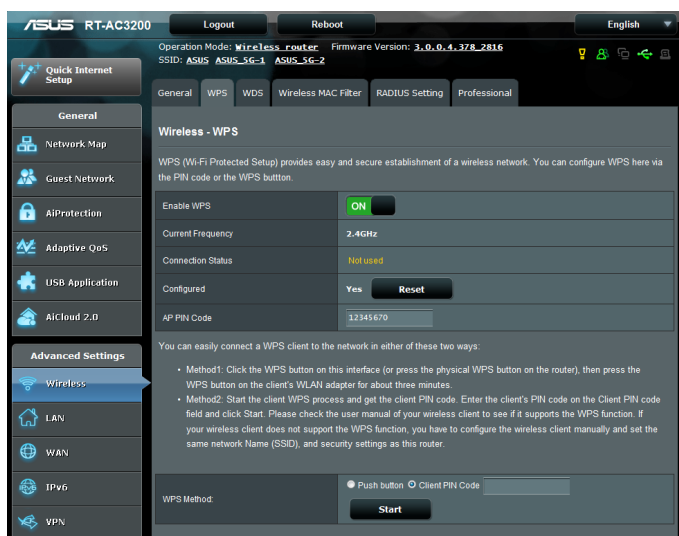 ASUS RT-AC3200 Logout Reboot English
Operation Mode: Wireless router Firmware Version: 3.0.0.4.378_2816
SSID: ASUS ASUS_5G-1 ASUS_5G-2
Quick Internet
Setup
General WPS WDS Wireless MAC Filter RADIUS Setting Professional
General
Network Map
Guest Network
AiProtection
Adaptive QoS
USB Application
AiCloud 2.0
Advanced Settings
Wireless
LAN
WAN
IPv6
VPN
Wireless - WPS
WPS (Wi-Fi Protected Setup) provides easy and secure establishment of a wireless network. You can configure WPS here via
the PIN code or the WPS buttton.
Enable WPS ON
Current Frequency 2.4GHz
Connection Status Not used
Configured Yes Reset
AP PIN Code 12345670
You can easily connect a WPS client to the network in either of these two ways:
• Method1: Click the WPS button on this interface (or press the physical WPS button on the router), then press the
WPS button on the client's WLAN adapter for about three minutes.
• Method2: Start the client WPS process and get the client PIN code. Enter the client's PIN code on the Client PIN code
field and click Start. Please check the user manual of your wireless client to see if it supports the WPS function. If
your wireless client does not support the WPS function, you have to configure the wireless client manually and set the
same network Name (SSID), and security settings as this router.
WPS Method: Push button Client PIN Code
Start